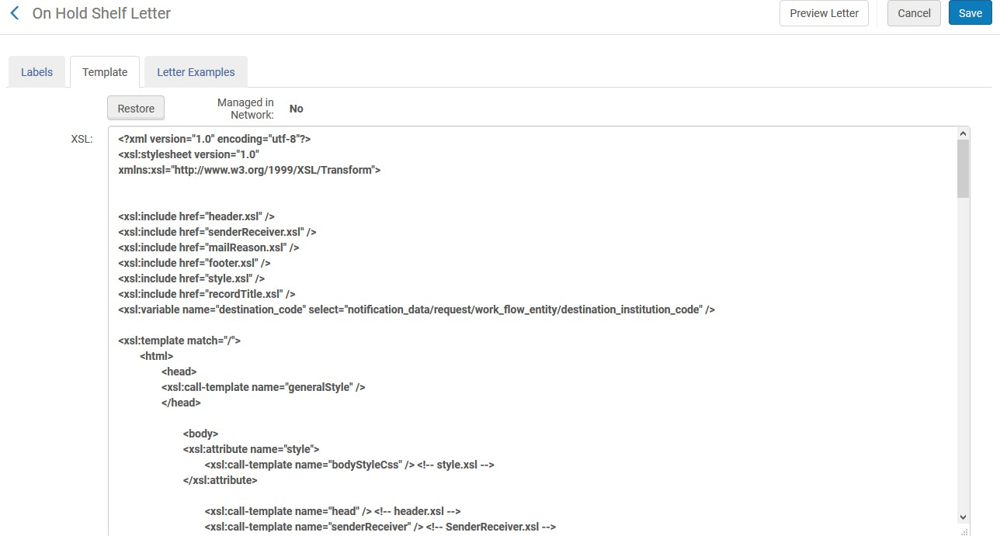 On Hold Shelf Letter
Preview Letter
Cancel
Save
Labels
Template
Letter Examples
Restore
Managed in
Network:
No
XSL:
<?xml version="1.0" encoding="utf-8"?>
<xsl:stylesheet version="1.0"
xmlns:xsl="http://www.w3.org/1999/XSL/Transform">
<xsl:include href="header.xsl" />
<xsl:include href="senderReceiver.xsl" />
<xsl:include href="mailReason.xsl" />
<xsl:include href="footer.xsl" />
<xsl:include href="style.xsl" />
<xsl:include href="recordTitle.xsl" />
<xsl:variable name="destination_code" select="notification_data/request/work_flow_entity/destination_institution_code" />
<xsl:template match="/">
<html>
<head>
<xsl:call-template name="generalStyle" />
</head>
<body>
<xsl:attribute name="style">
<xsl:call-template name="bodyStyleCss" /> <!-- style.xsl -->
</xsl:attribute>
<xsl:call-template name="head" /> <!-- header.xsl -->
<xsl:call-template name="senderReceiver" /> <!-- SenderReceiver.xsl -->